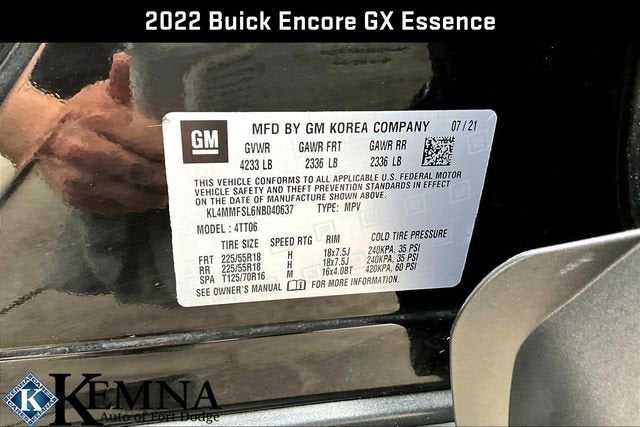 2022 Buick Encore GX Essence
GM MFD BY GM KOREA COMPANY 07/21
GVWR GAWR FRT GAWR RR
4233 LB 2336 LB 2336 LB
THIS VEHICLE CONFORMS TO ALL APPLICABLE U.S. FEDERAL MOTOR
VEHICLE SAFETY AND THEFT PREVENTION STANDARDS IN EFFECT
ON THE DATE OF MANUFACTURE SHOWN ABOVE.
KL4MMFSL6NB040637 TYPE: MPV
MODEL : 4TT06
TIRE SIZE SPEED RTG RIM COLD TIRE PRESSURE
FRT 225/55R18 H 18x7.5J 240KPA, 35 PSI
RR 225/55R18 H 18x7.5J 240KPA, 35 PSI
SPA T125/70R16 M 16x4.0BT 420KPA, 60 PSI
SEE OWNER'S MANUAL FOR MORE INFORMATION.
K KEMNA
Auto of Fort Dodge